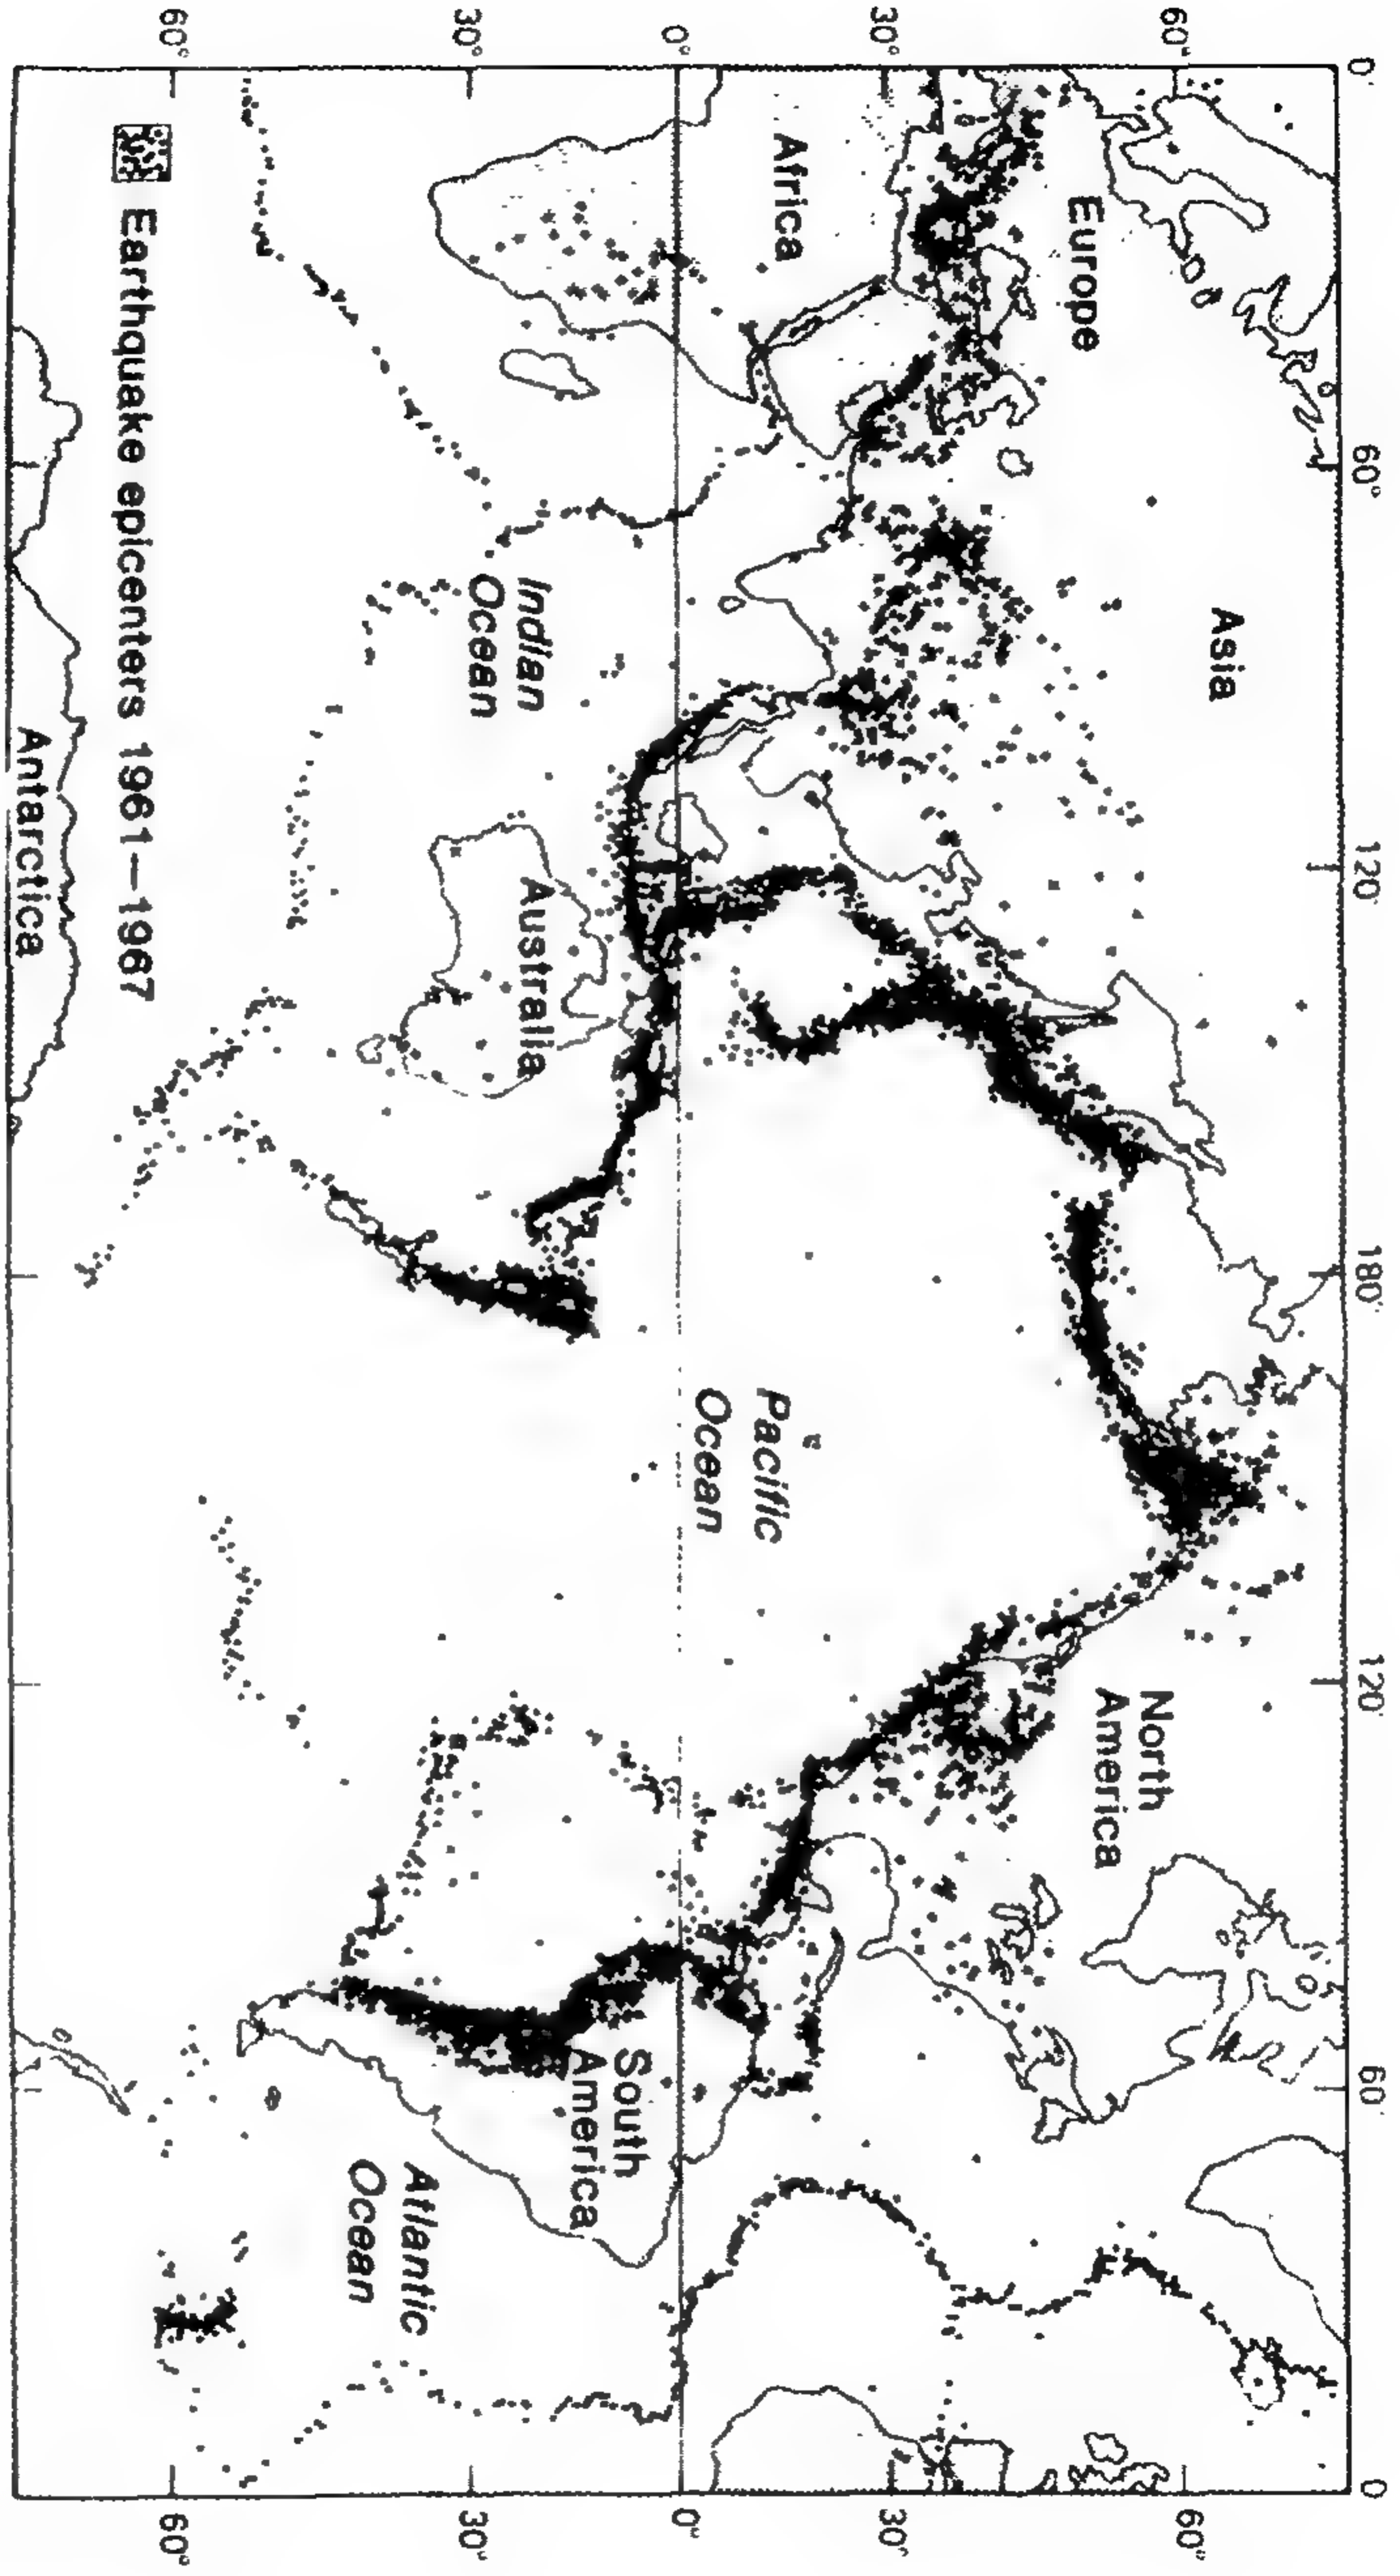 0° 60° 120° 180° 120° 60° 0
60° 60°
Asia
North
America
Europe
30° 30°
Africa
Pacific
Ocean
0° 0°
South
America
Indian
Ocean
Australia
30° 30°
Atlantic
Ocean
60° 60°
Earthquake epicenters 1961—1967
Antarctica